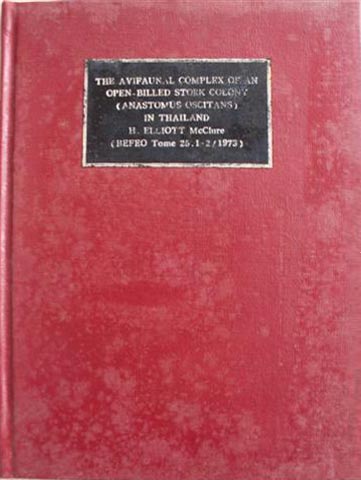 THE AVIFAUNAL COMPLEX OF AN
OPEN-BILLED STORK COLONY
(ANASTOMUS OSCITANS)
IN THAILAND
H. ELLIOTT McClure
(BEFEO Tome 25.1-2/1973)